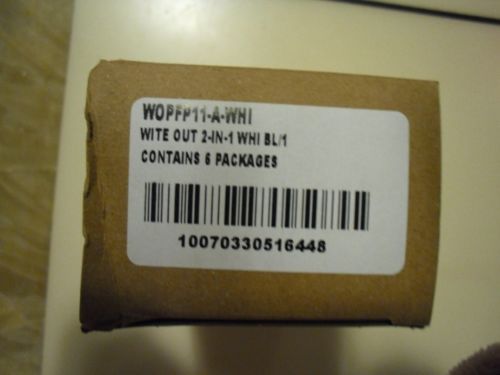 WOPFP11-A-WHI
WITE OUT 2-IN-1 WHI BL/1
CONTAINS 6 PACKAGES
10070330516448